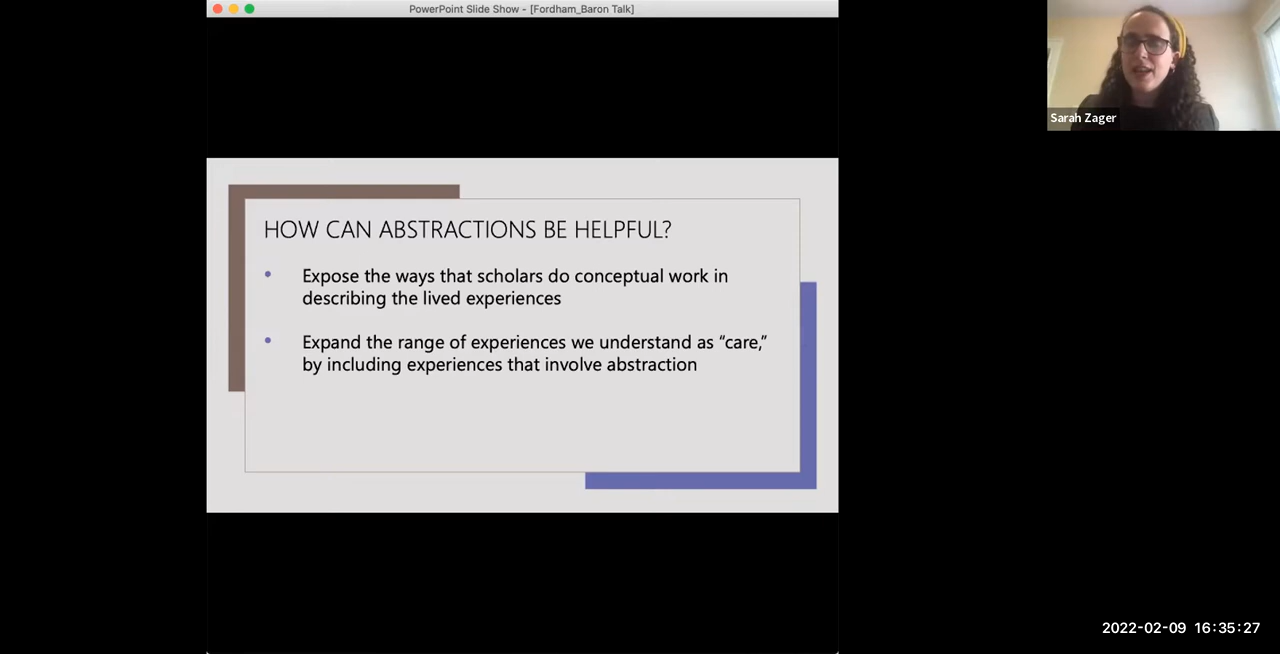 PowerPoint Slide Show - [Fordham_Baron Talk]
Sarah Zager
HOW CAN ABSTRACTIONS BE HELPFUL?
• Expose the ways that scholars do conceptual work in
describing the lived experiences
• Expand the range of experiences we understand as “care,”
by including experiences that involve abstraction
2022-02-09 16:35:27